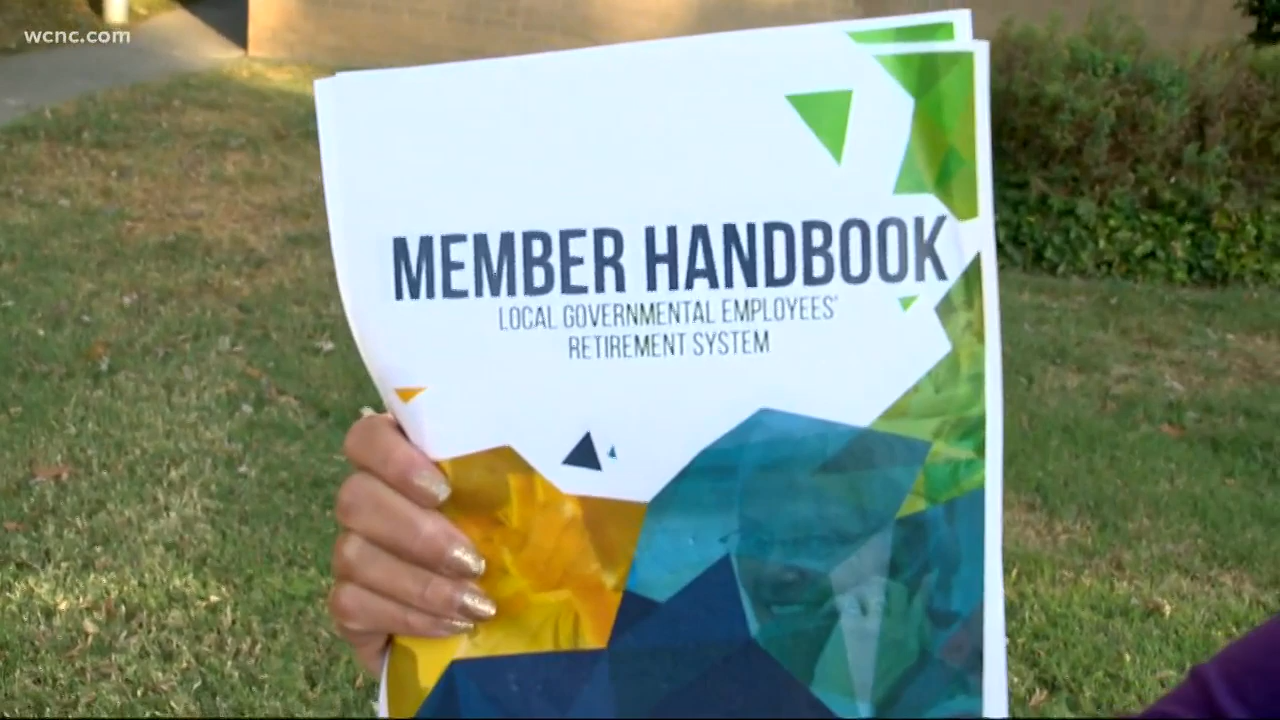 wcnc.com
MEMBER HANDBOOK
LOCAL GOVERNMENTAL EMPLOYEES'
RETIREMENT SYSTEM